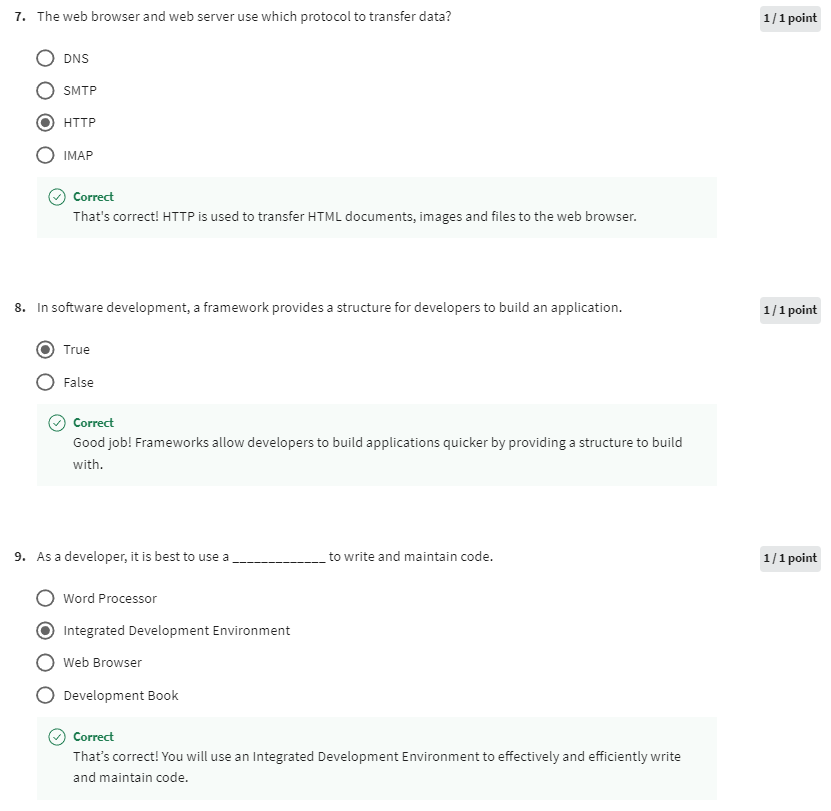 7. The web browser and web server use which protocol to transfer data?
1 / 1 point
DNS
SMTP
HTTP
IMAP
Correct
That's correct! HTTP is used to transfer HTML documents, images and files to the web browser.
8. In software development, a framework provides a structure for developers to build an application.
1 / 1 point
True
False
Correct
Good job! Frameworks allow developers to build applications quicker by providing a structure to build
with.
9. As a developer, it is best to use a _____________ to write and maintain code.
1 / 1 point
Word Processor
Integrated Development Environment
Web Browser
Development Book
Correct
That’s correct! You will use an Integrated Development Environment to effectively and efficiently write
and maintain code.